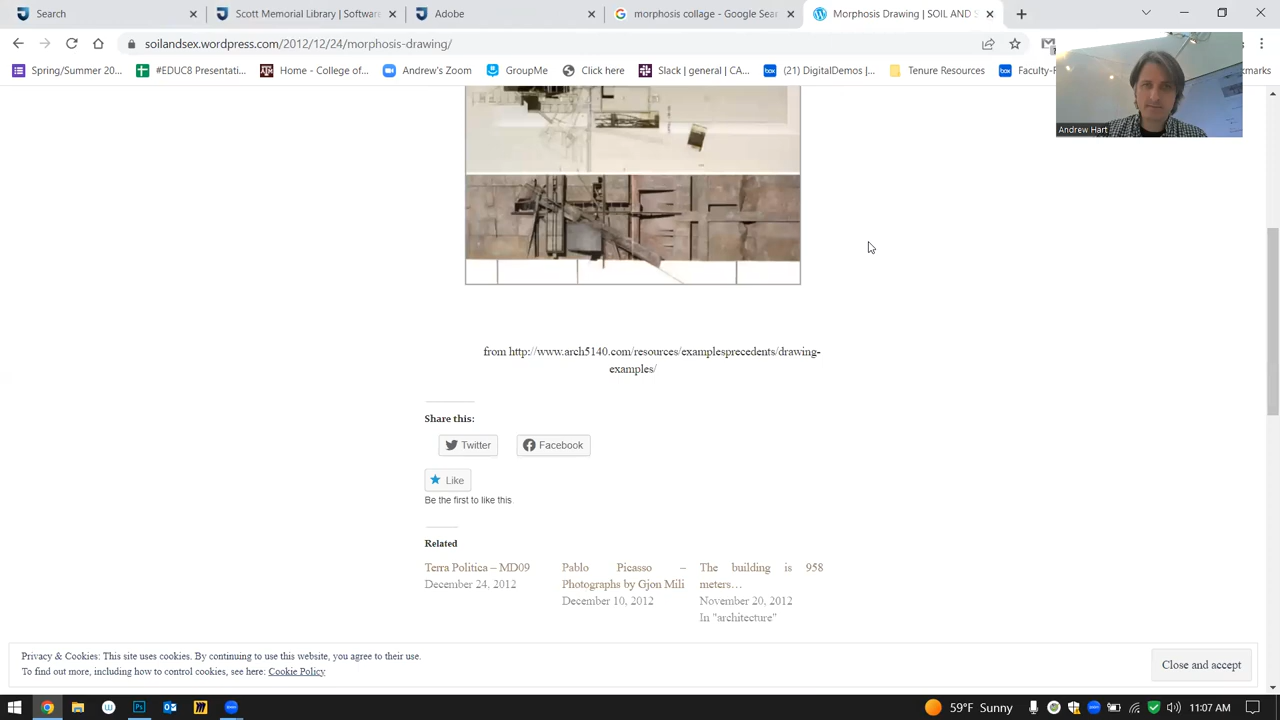 Search
Scott Memorial Library | Software
Adobe
morphosis collage - Google Sear
Morphosis Drawing | SOIL AND S
soilandsex.wordpress.com/2012/12/24/morphosis-drawing/
Spring/Summer 20...
#EDUC8 Presentati...
Home - College of...
Andrew's Zoom
GroupMe
Click here
Slack | general | CA...
(21) DigitalDemos |...
Tenure Resources
Faculty-F
kmarks
Andrew Hart
from http://www.arch5140.com/resources/examplesprecedents/drawing-
examples/
Share this:
Twitter
Facebook
Like
Be the first to like this.
Related
Terra Politica – MD09
December 24, 2012
Pablo Picasso –
Photographs by Gjon Mili
December 10, 2012
The building is 958
meters…
November 20, 2012
In "architecture"
Privacy & Cookies: This site uses cookies. By continuing to use this website, you agree to their use.
To find out more, including how to control cookies, see here: Cookie Policy
Close and accept
59°F Sunny
11:07 AM